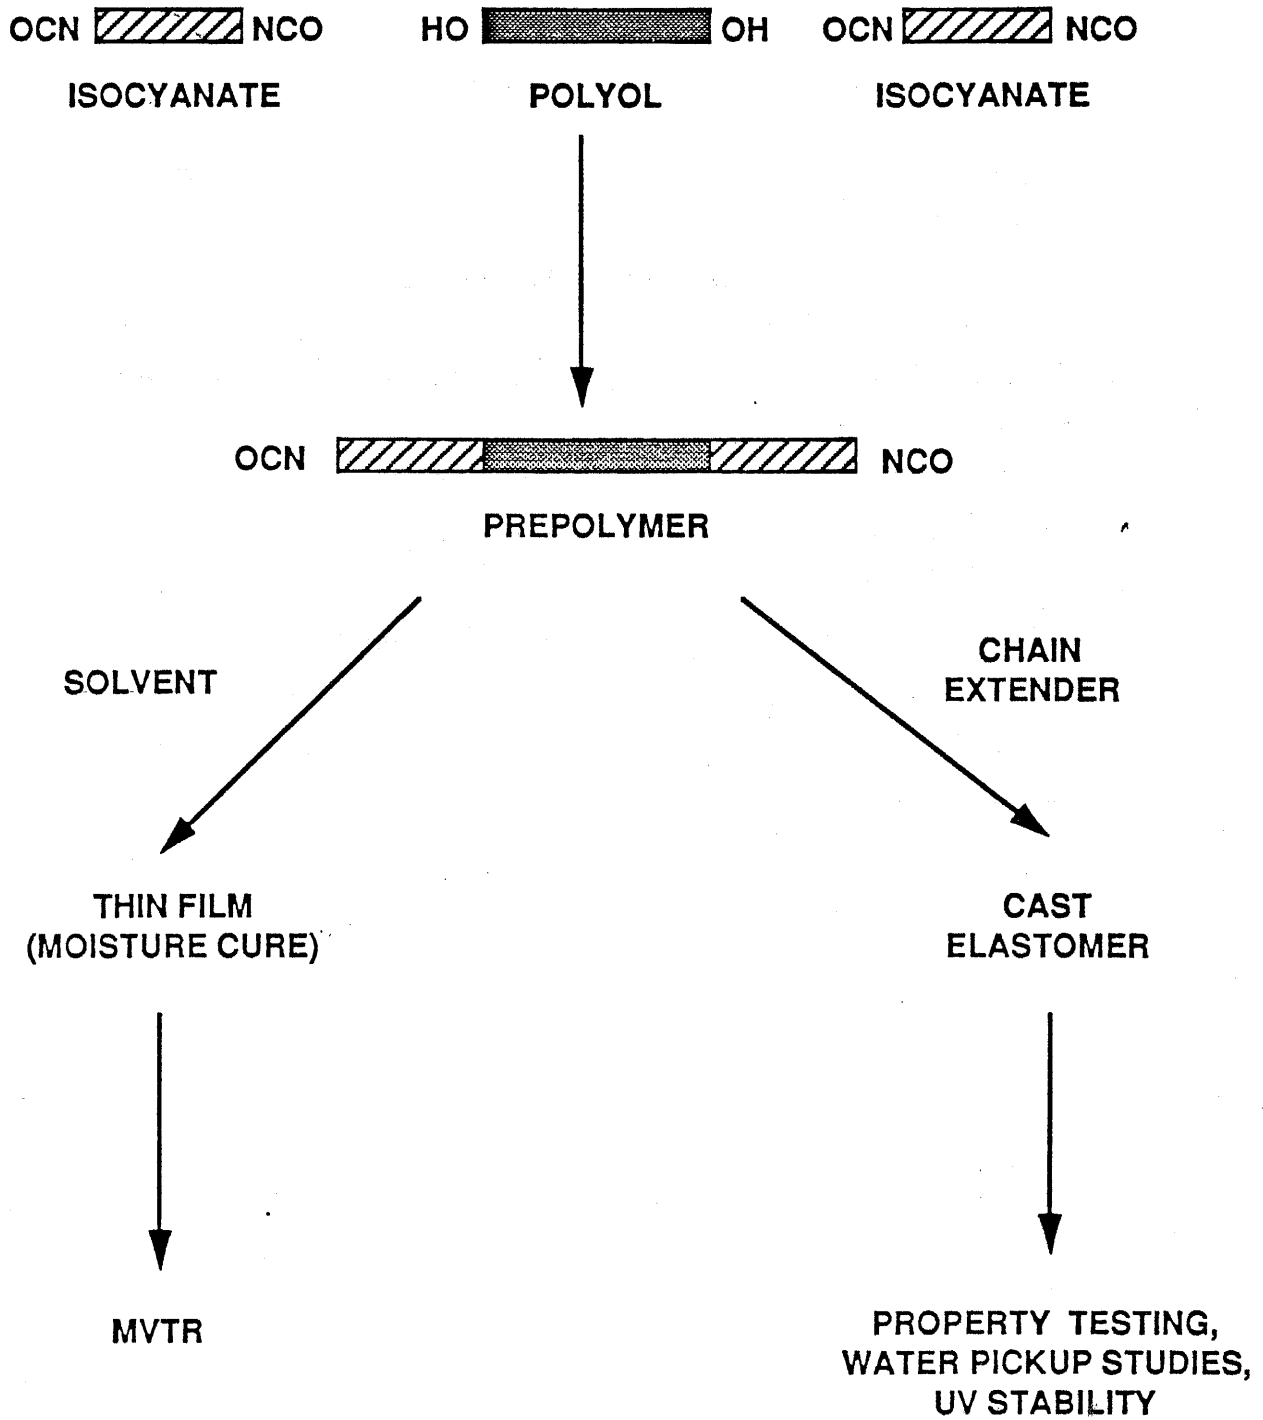 OCN NCO HO OH OCN NCO
ISOCYANATE POLYOL ISOCYANATE
OCN NCO
PREPOLYMER
SOLVENT
CHAIN
EXTENDER
THIN FILM
(MOISTURE CURE)
CAST
ELASTOMER
MVTR
PROPERTY TESTING,
WATER PICKUP STUDIES,
UV STABILITY